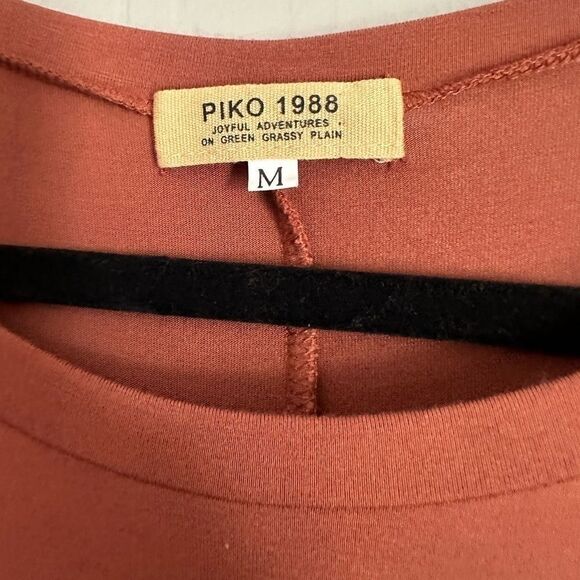 PIKO 1988
JOYFUL ADVENTURES
ON GREEN GRASSY PLAIN
M